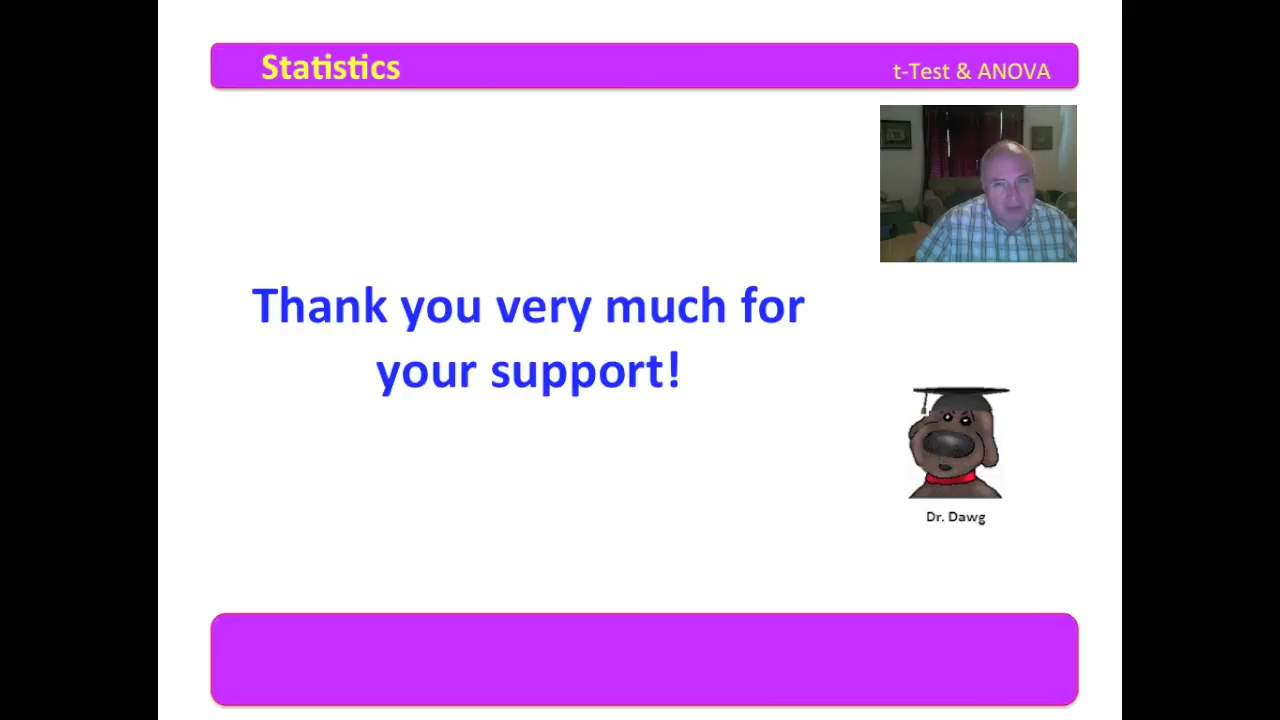 Statistics
t-Test & ANOVA
Thank you very much for
your support!
Dr. Dawg